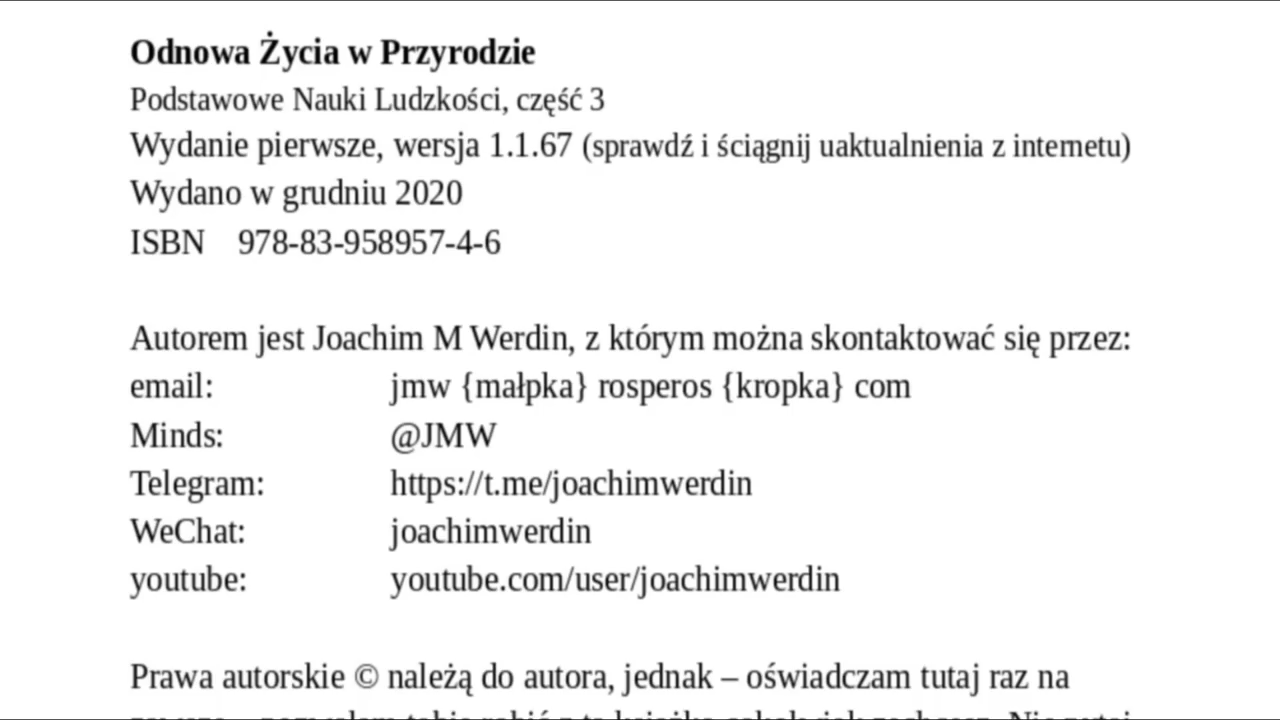 Odnowa Życia w Przyrodzie
Podstawowe Nauki Ludzkości, część 3
Wydanie pierwsze, wersja 1.1.67 (sprawdź i ściągnij uaktualnienia z internetu)
Wydano w grudniu 2020
ISBN 978-83-958957-4-6
Autorem jest Joachim M Werdin, z którym można skontaktować się przez:
email: jmw {małpka} rosperos {kropka} com
Minds: @JMW
Telegram: https://t.me/joachimwerdin
WeChat: joachimwerdin
youtube: youtube.com/user/joachimwerdin
Prawa autorskie © należą do autora, jednak – oświadczam tutaj raz na